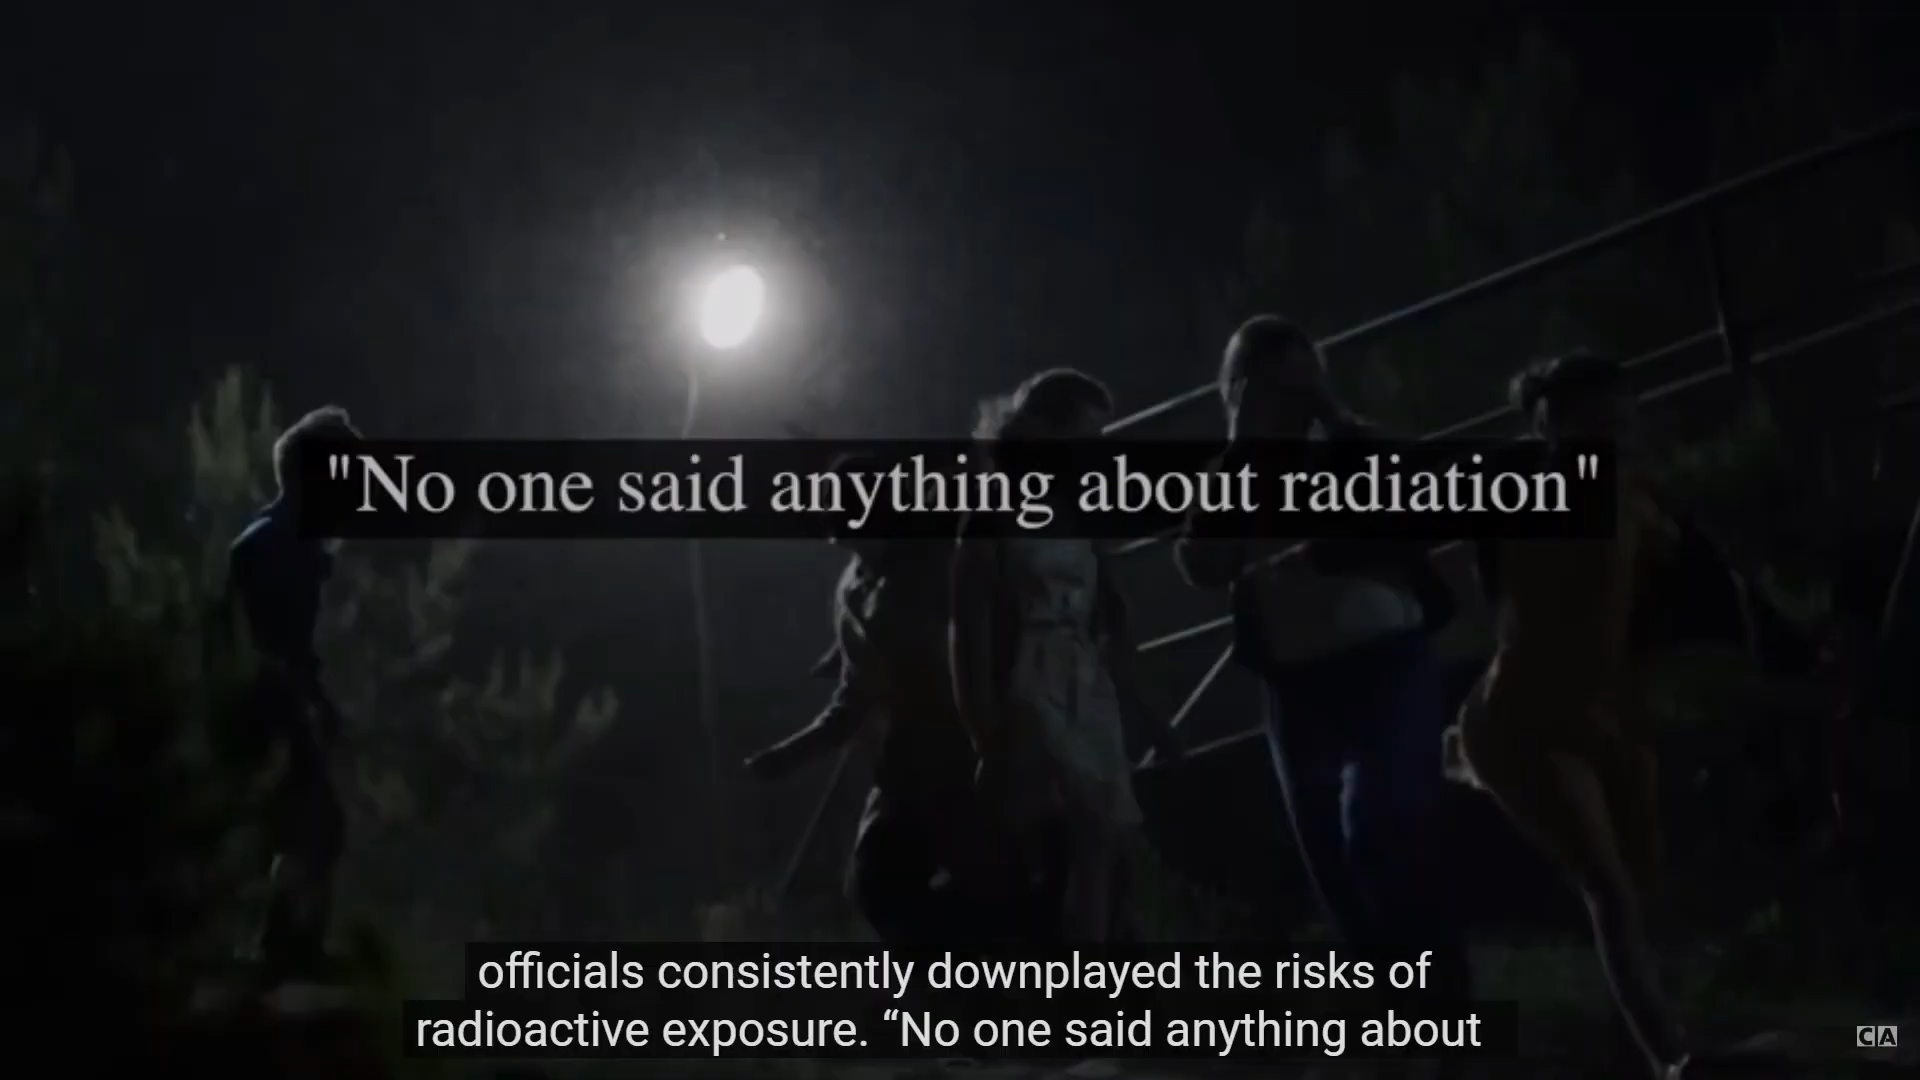 "No one said anything about radiation"
officials consistently downplayed the risks of
radioactive exposure. “No one said anything about
CA